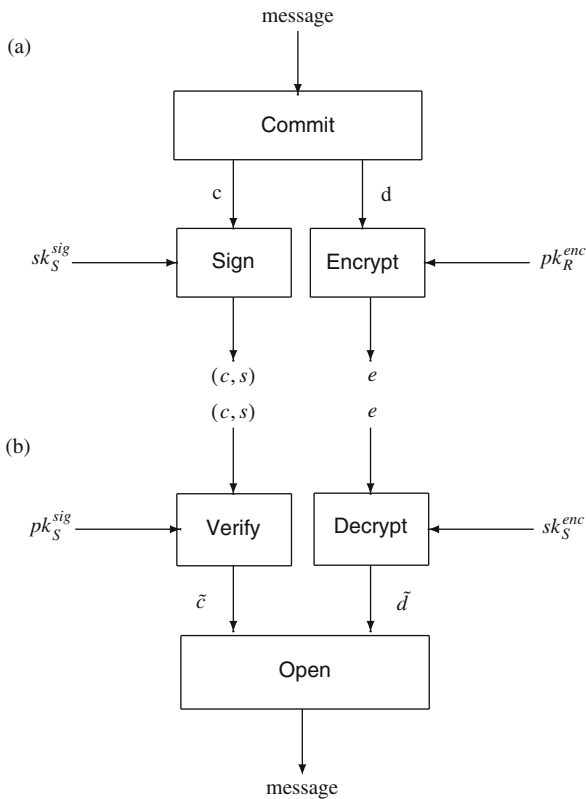 message
(a)
Commit
c d
sk_S^{sig} Sign Encrypt pk_R^{enc}
(c, s) e
(c, s) e
(b)
pk_S^{sig} Verify Decrypt sk_S^{enc}
c̃ d̃
Open
message